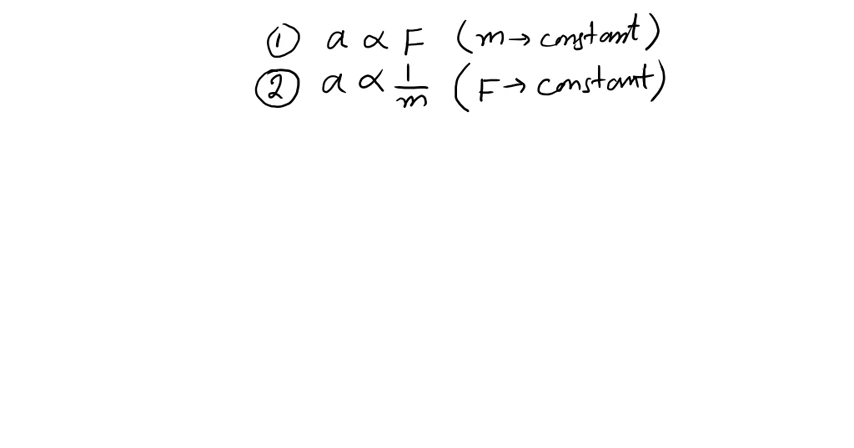 ① a ∝ F (m → constant)
② a ∝ 1/m (F → constant)